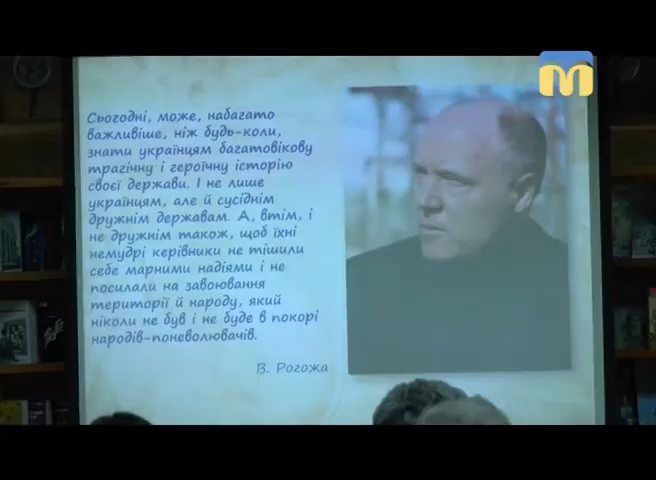 Сьогодні, може, набагато
важливіше, ніж будь-коли,
знати українцям багатовікову
трагічну і героїчну історію
своєї держави. І не лише
українцям, але й сусіднім
дружнім державам. А, втім, і
не дружнім також, щоб їхні
немудрі керівники не тішили
себе марними надіями і не
посилали на завоювання
території й народу, який
ніколи не був і не буде в покорі
народів-поневолювачів.
В. Рогожа